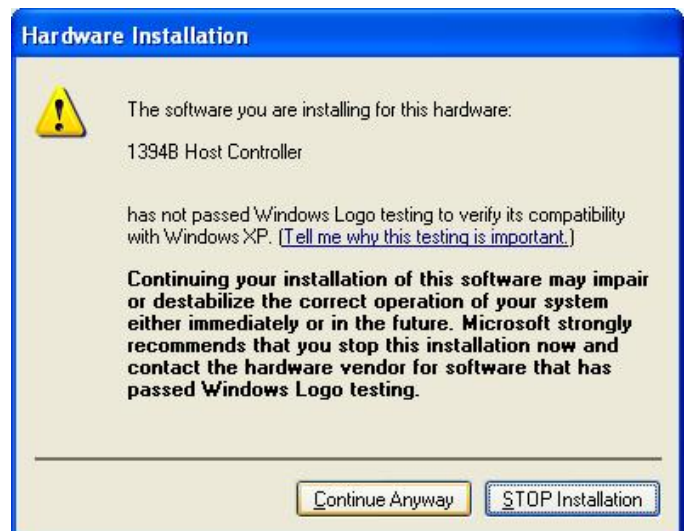 Hardware Installation
The software you are installing for this hardware:
1394B Host Controller
has not passed Windows Logo testing to verify its compatibility
with Windows XP. (Tell me why this testing is important.)
Continuing your installation of this software may impair
or destabilize the correct operation of your system
either immediately or in the future. Microsoft strongly
recommends that you stop this installation now and
contact the hardware vendor for software that has
passed Windows Logo testing.
Continue Anyway
STOP Installation